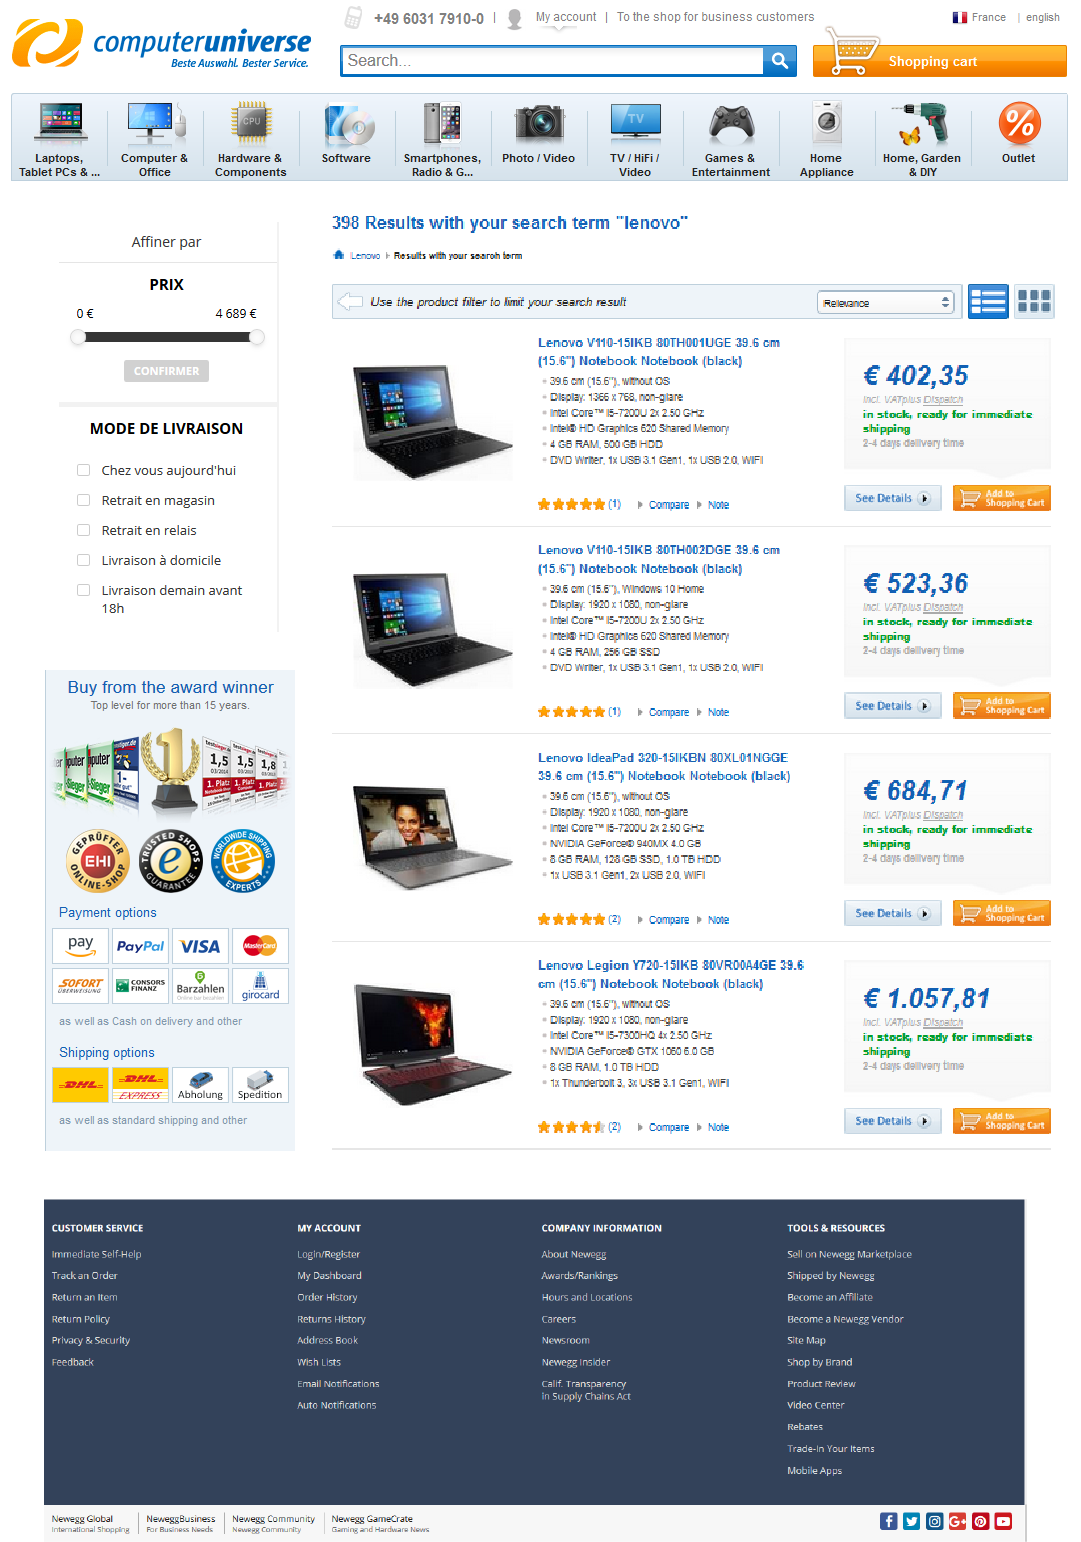 computeruniverse
Beste Auswahl. Bester Service.
+49 6031 7910-0 | My account | To the shop for business customers
France | english
Search...
Shopping cart
Laptops,
Tablet PCs & ...
Computer &
Office
CPU
Hardware &
Components
Software
Smartphones,
Radio & G...
Photo / Video
TV
TV / HiFi /
Video
Games &
Entertainment
Home
Appliance
Home, Garden
& DIY
%
Outlet
398 Results with your search term "lenovo"
Lenovo Results with your search term
Use the product filter to limit your search result
Relevance
Affiner par
PRIX
0 € 4 689 €
CONFIRMER
MODE DE LIVRAISON
Chez vous aujourd'hui
Retrait en magasin
Retrait en relais
Livraison à domicile
Livraison demain avant
18h
Lenovo V110-15IKB 80TH001UGE 39.6 cm
(15.6") Notebook Notebook (black)
39.6 cm (15.6"), without OS
Display: 1366 x 768, non-glare
Intel Core™ i5-7200U 2x 2.50 GHz
Intel® HD Graphics 620 Shared Memory
4 GB RAM, 500 GB HDD
DVD Writer, 1x USB 3.1 Gen1, 1x USB 2.0, WIFI
(1) Compare Note
€ 402,35
incl. VATplus Dispatch
in stock, ready for immediate
shipping
2-4 days delivery time
See Details
Add to
Shopping Cart
Lenovo V110-15IKB 80TH002DGE 39.6 cm
(15.6") Notebook Notebook (black)
39.6 cm (15.6"), Windows 10 Home
Display: 1920 x 1080, non-glare
Intel Core™ i5-7200U 2x 2.50 GHz
Intel® HD Graphics 620 Shared Memory
4 GB RAM, 256 GB SSD
DVD Writer, 1x USB 3.1 Gen1, 1x USB 2.0, WIFI
(1) Compare Note
€ 523,36
incl. VATplus Dispatch
in stock, ready for immediate
shipping
2-4 days delivery time
See Details
Add to
Shopping Cart
Lenovo IdeaPad 320-15IKBN 80XL01NGGE
39.6 cm (15.6") Notebook Notebook (black)
39.6 cm (15.6"), without OS
Display: 1920 x 1080, non-glare
Intel Core™ i5-7200U 2x 2.50 GHz
NVIDIA GeForce® 940MX 4.0 GB
8 GB RAM, 128 GB SSD, 1.0 TB HDD
1x USB 3.1 Gen1, 2x USB 2.0, WIFI
(2) Compare Note
€ 684,71
incl. VATplus Dispatch
in stock, ready for immediate
shipping
2-4 days delivery time
See Details
Add to
Shopping Cart
Lenovo Legion Y720-15IKB 80VR00A4GE 39.6
cm (15.6") Notebook Notebook (black)
39.6 cm (15.6"), without OS
Display: 1920 x 1080, non-glare
Intel Core™ i5-7300HQ 4x 2.50 GHz
NVIDIA GeForce® GTX 1060 6.0 GB
8 GB RAM, 1.0 TB HDD
1x Thunderbolt 3, 3x USB 3.1 Gen1, WIFI
(2) Compare Note
€ 1.057,81
incl. VATplus Dispatch
in stock, ready for immediate
shipping
2-4 days delivery time
See Details
Add to
Shopping Cart
Buy from the award winner
Top level for more than 15 years.
1
1,5
1,5
1,8
1. Platz
GEPRÜFTER
EHI
ONLINE-SHOP
TRUSTED SHOPS
e
GUARANTEE
WORLDWIDE SHIPPING
EXPERTS
Payment options
pay
PayPal
VISA
MasterCard
SOFORT
ÜBERWEISUNG
CONSORS
FINANZ
Barzahlen
Online bar bezahlen
girocard
as well as Cash on delivery and other
Shipping options
DHL
DHL
EXPRESS
Abholung
Spedition
as well as standard shipping and other
CUSTOMER SERVICE
Immediate Self-Help
Track an Order
Return an Item
Return Policy
Privacy & Security
Feedback
MY ACCOUNT
Login/Register
My Dashboard
Order History
Returns History
Address Book
Wish Lists
Email Notifications
Auto Notifications
COMPANY INFORMATION
About Newegg
Awards/Rankings
Hours and Locations
Careers
Newsroom
Newegg Insider
Calif. Transparency
in Supply Chains Act
TOOLS & RESOURCES
Sell on Newegg Marketplace
Shipped by Newegg
Become an Affiliate
Become a Newegg Vendor
Site Map
Shop by Brand
Product Review
Video Center
Rebates
Trade-In Your Items
Mobile Apps
Newegg Global
International Shopping
NeweggBusiness
For Business Needs
Newegg Community
Newegg Community
Newegg GameCrate
Gaming and Hardware News